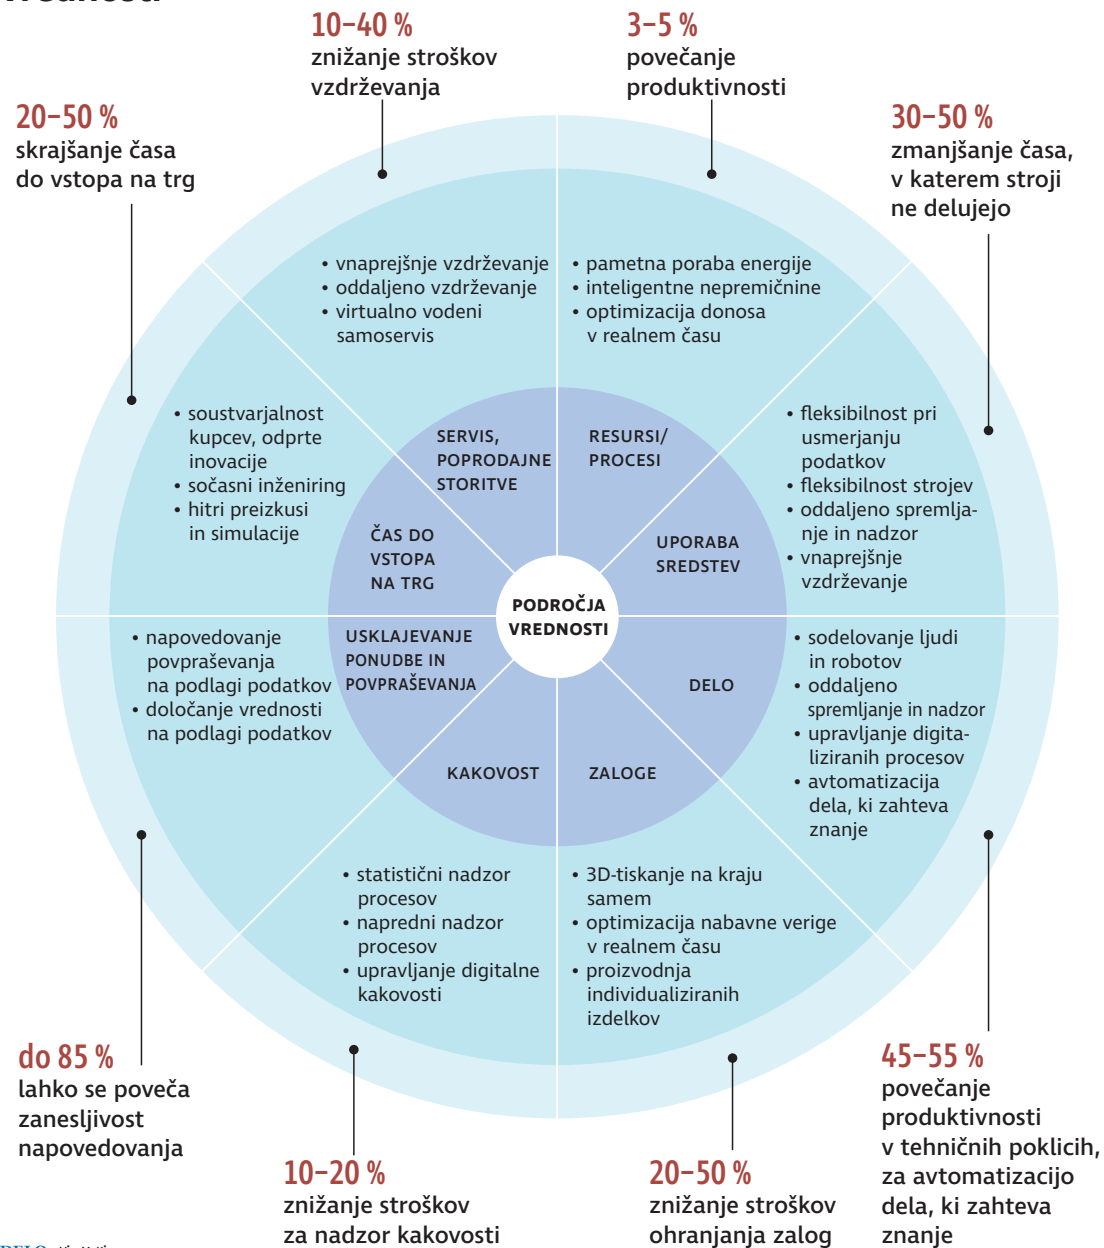 10–40 %
znižanje stroškov
vzdrževanja
3–5 %
povečanje
produktivnosti
20–50 %
skrajšanje časa
do vstopa na trg
30–50 %
zmanjšanje časa,
v katerem stroji
ne delujejo
• vnaprejšnje vzdrževanje
• oddaljeno vzdrževanje
• virtualno vodeni
samoservis
• pametna poraba energije
• inteligentne nepremičnine
• optimizacija donosa
v realnem času
• soustvarjalnost
kupcev, odprte
inovacije
• sočasni inženiring
• hitri preizkusi
in simulacije
SERVIS,
POPRODAJNE
STORITVE
RESURSI/
PROCESI
• fleksibilnost pri
usmerjanju
podatkov
• fleksibilnost strojev
• oddaljeno spremlja-
nje in nadzor
• vnaprejšnje
vzdrževanje
ČAS DO
VSTOPA
NA TRG
UPORABA
SREDSTEV
PODROČJA
VREDNOSTI
• napovedovanje
povpraševanja
na podlagi podatkov
• določanje vrednosti
na podlagi podatkov
USKLAJEVANJE
PONUDBE IN
POVPRAŠEVANJA
DELO
• sodelovanje ljudi
in robotov
• oddaljeno
spremljanje in nadzor
• upravljanje digita-
liziranih procesov
• avtomatizacija
dela, ki zahteva
znanje
KAKOVOST
ZALOGE
• statistični nadzor
procesov
• napredni nadzor
procesov
• upravljanje digitalne
kakovosti
• 3D-tiskanje na kraju
samem
• optimizacija nabavne verige
v realnem času
• proizvodnja
individualiziranih
izdelkov
do 85 %
lahko se poveča
zanesljivost
napovedovanja
10–20 %
znižanje stroškov
za nadzor kakovosti
20–50 %
znižanje stroškov
ohranjanja zalog
45–55 %
povečanje
produktivnosti
v tehničnih poklicih,
za avtomatizacijo
dela, ki zahteva
znanje